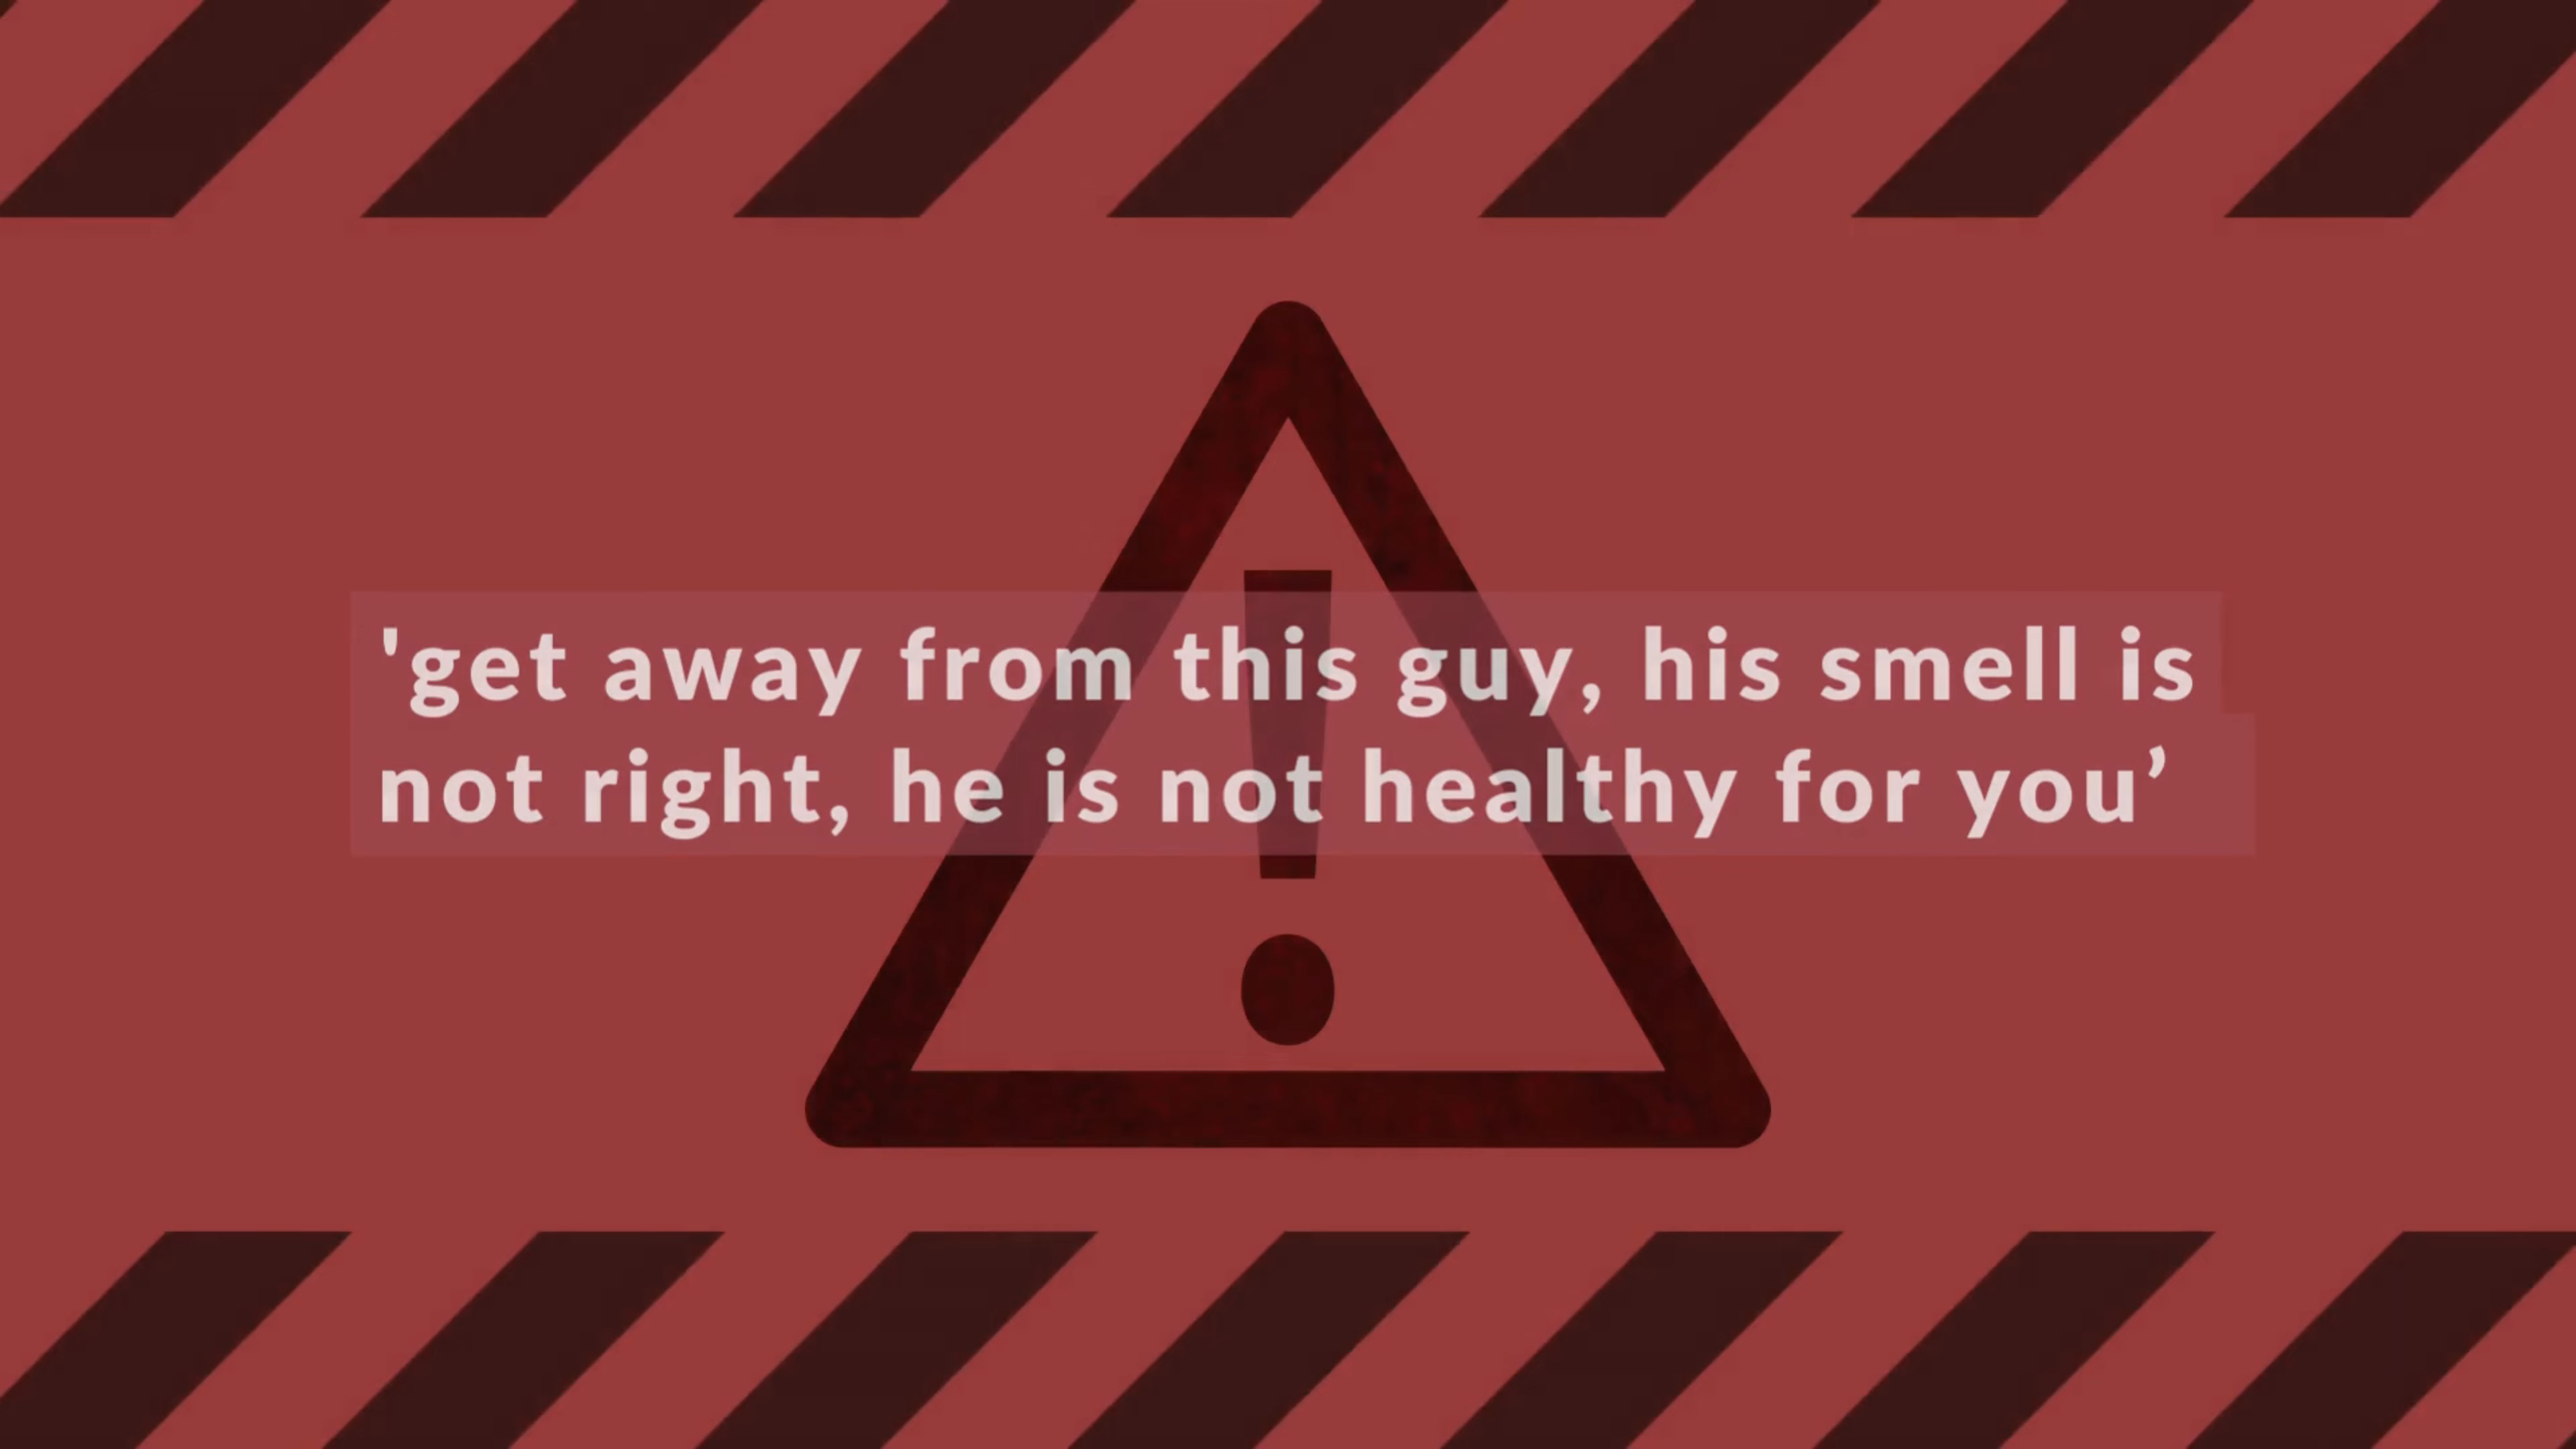 'get away from this guy, his smell is
not right, he is not healthy for you’